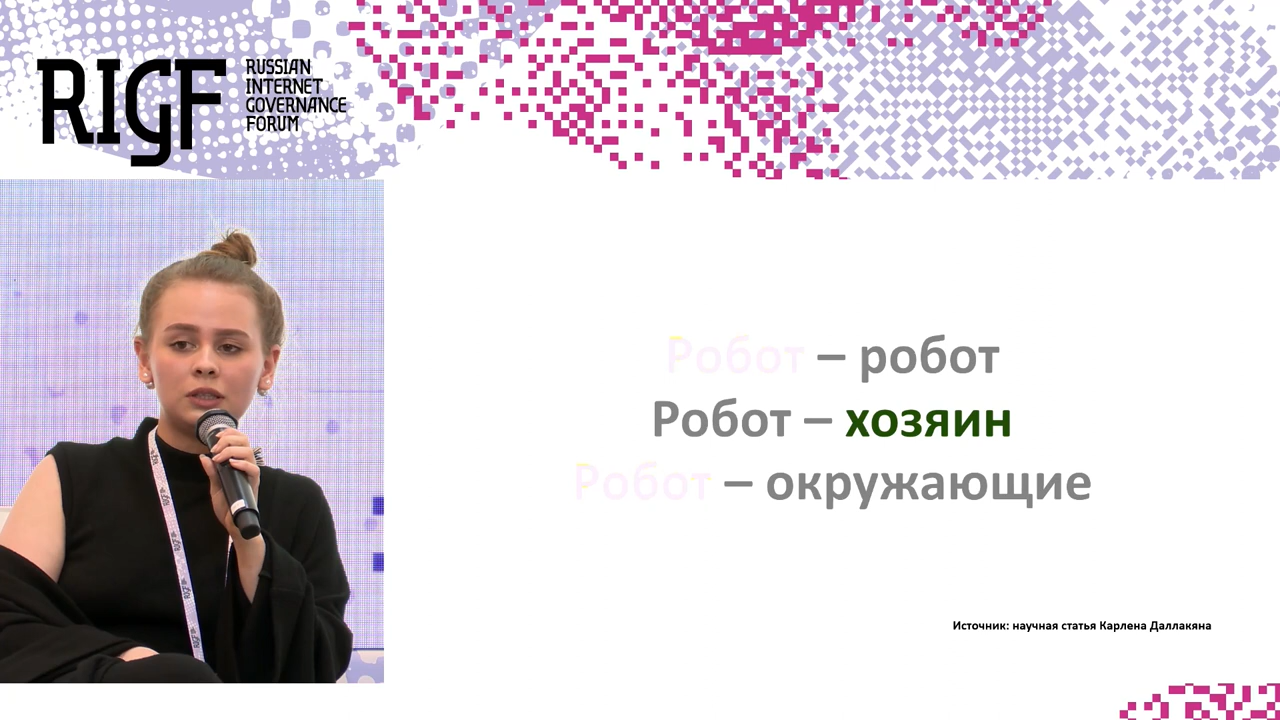 RIGF
RUSSIAN
INTERNET
GOVERNANCE
FORUM
Робот – робот
Робот – хозяин
Робот – окружающие
Источник: научная статья Карлена Даллакяна